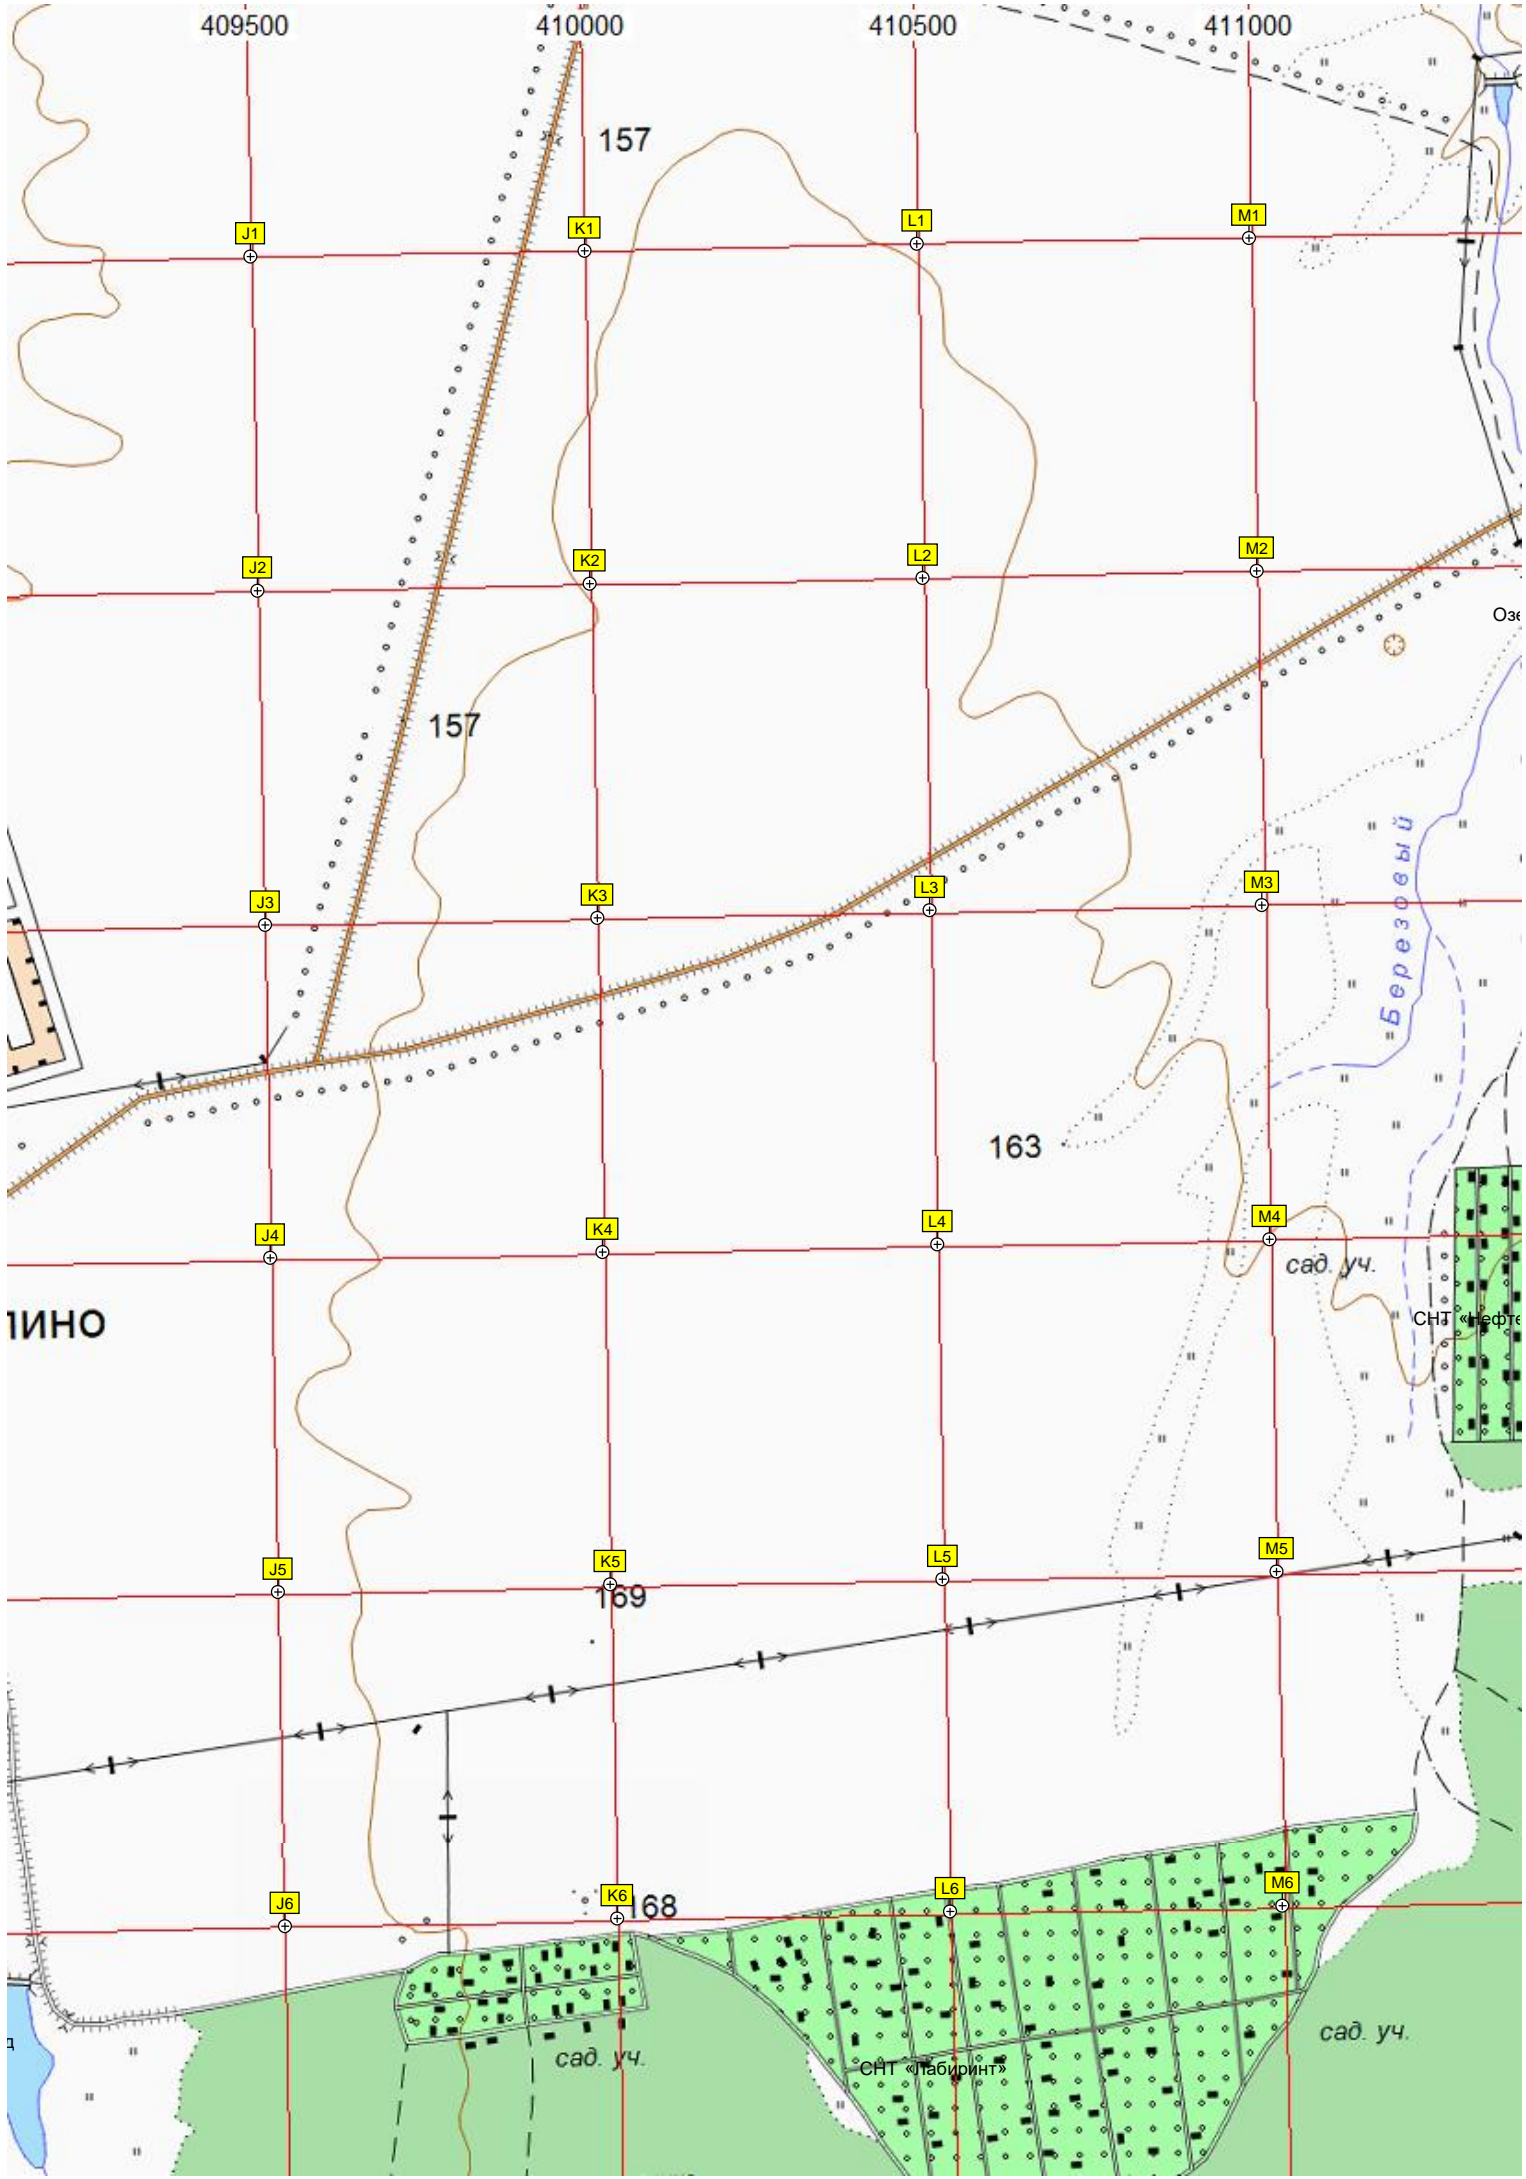 409500 410000 410500 411000
157
J1 K1 L1 M1
J2 K2 L2 M2
Озе
157
Березовый
J3 K3 L3 M3
163
J4 K4 L4 M4
сад. уч.
СНТ «Нефте
лино
J5 K5 L5 M5
169
J6 K6 L6 M6
168
сад. уч.
сад. уч.
СНТ «Лабиринт»